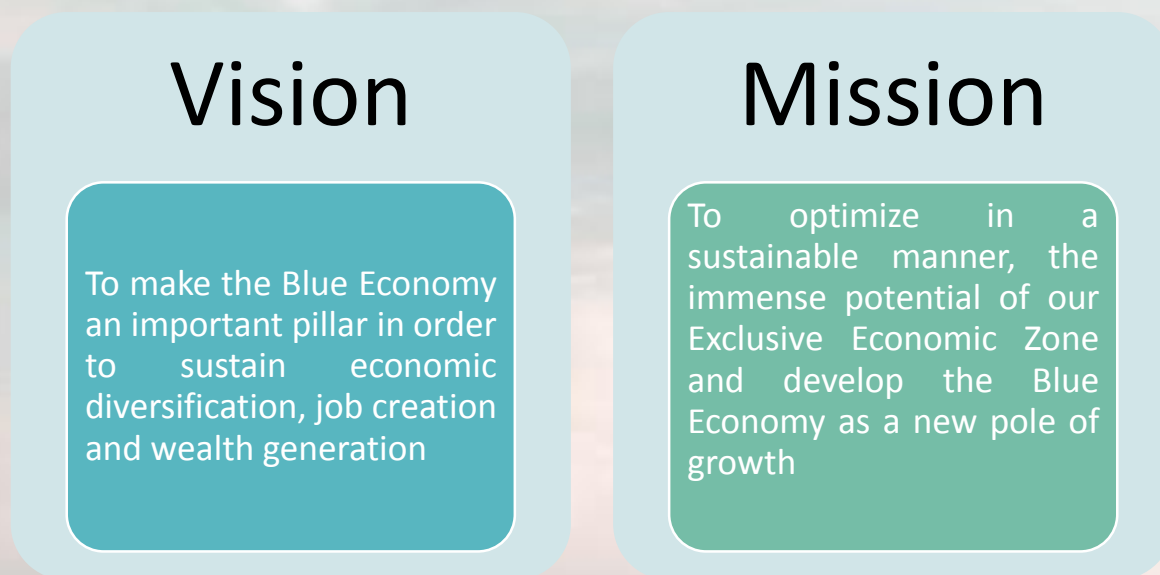 Vision
To make the Blue Economy
an important pillar in order
to sustain economic
diversification, job creation
and wealth generation
Mission
To optimize in a
sustainable manner, the
immense potential of our
Exclusive Economic Zone
and develop the Blue
Economy as a new pole of
growth